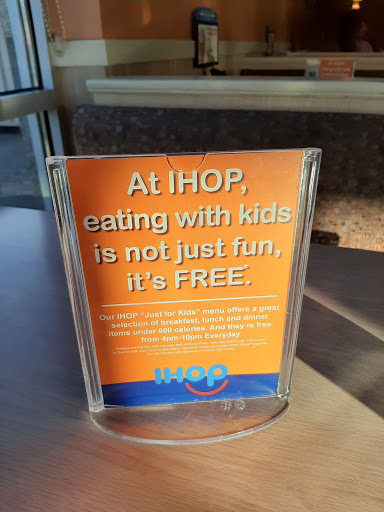 At IHOP,
eating with kids
is not just fun,
it's FREE.*
Our IHOP "Just for Kids" menu offers a great
selection of breakfast, lunch and dinner
items under 600 calories. And they're free
from 4pm-10pm Everyday
IHOP